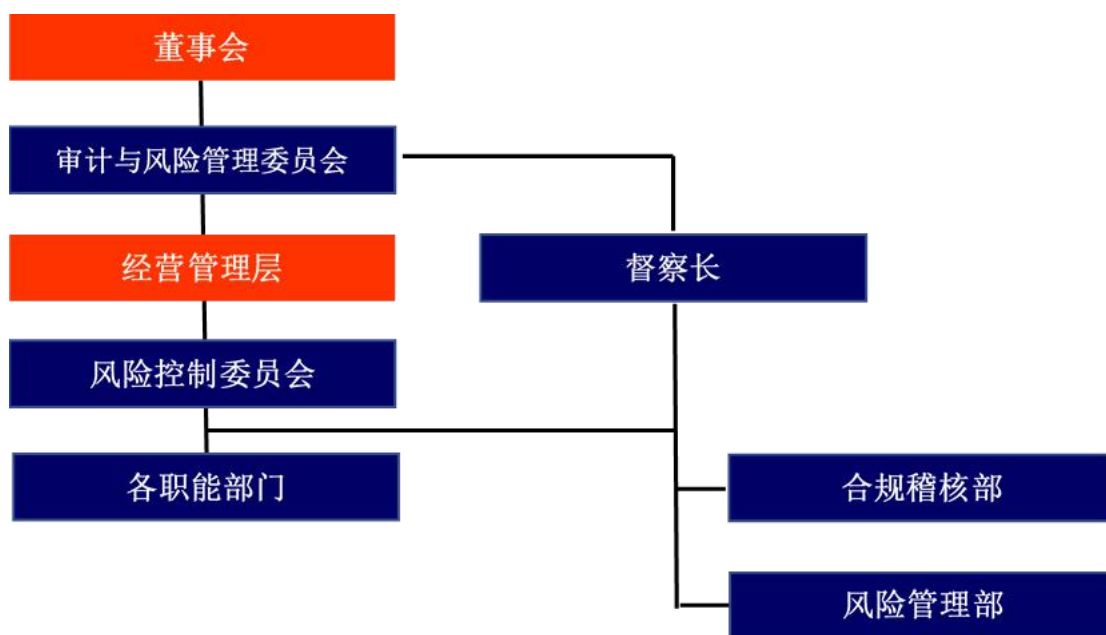 董事会
审计与风险管理委员会
经营管理层
督察长
风险控制委员会
各职能部门
合规稽核部
风险管理部